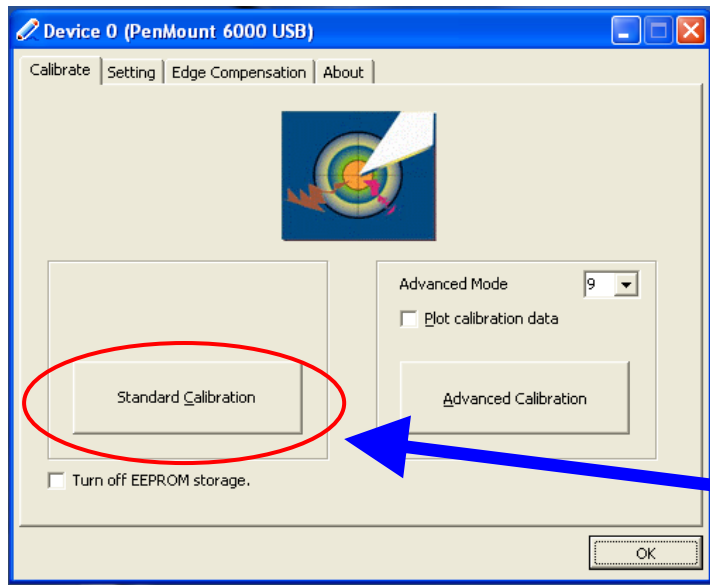 Device 0 (PenMount 6000 USB)
Calibrate Setting Edge Compensation About
Advanced Mode 9
Plot calibration data
Standard Calibration
Advanced Calibration
Turn off EEPROM storage.
OK